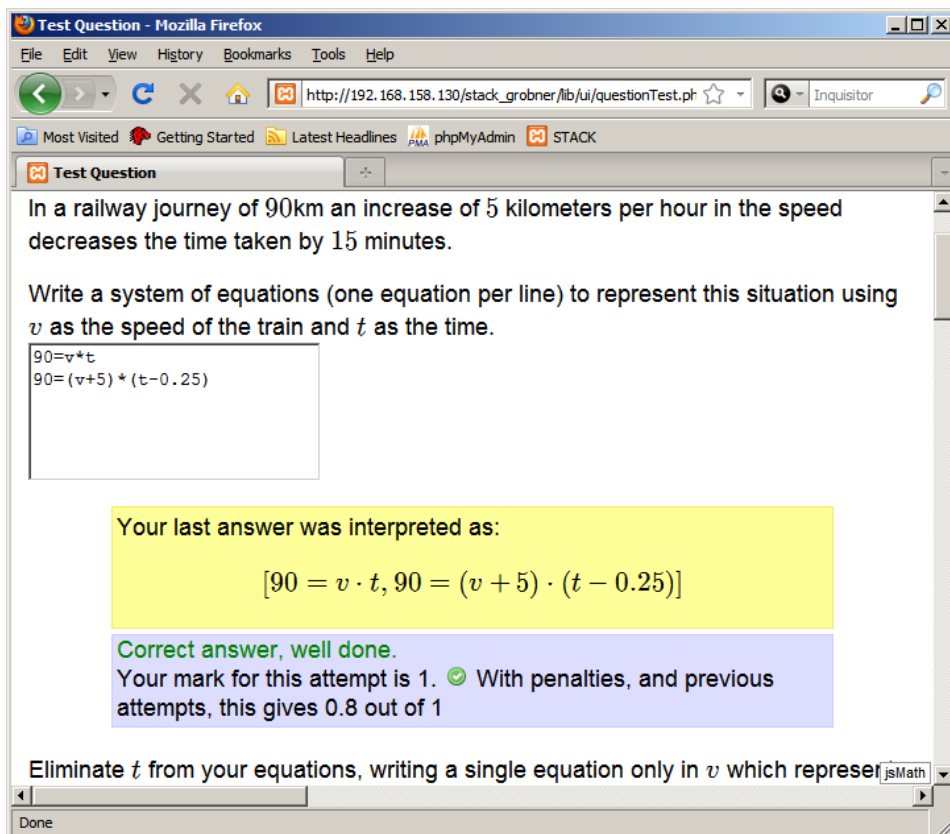 Test Question - Mozilla Firefox
File Edit View History Bookmarks Tools Help
http://192.168.158.130/stack_grobner/lib/ui/questionTest.ph Inquisitor
Most Visited Getting Started Latest Headlines PMA phpMyAdmin STACK
Test Question
In a railway journey of 90km an increase of 5 kilometers per hour in the speed
decreases the time taken by 15 minutes.
Write a system of equations (one equation per line) to represent this situation using
v as the speed of the train and t as the time.
90=v*t
90=(v+5)*(t-0.25)
Your last answer was interpreted as:
[90 = v · t, 90 = (v + 5) · (t − 0.25)]
Correct answer, well done.
Your mark for this attempt is 1. With penalties, and previous
attempts, this gives 0.8 out of 1
Eliminate t from your equations, writing a single equation only in v which represen jsMath
Done